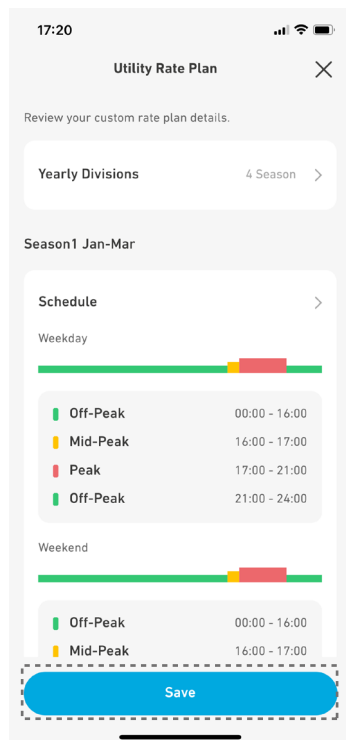 17:20
Utility Rate Plan
Review your custom rate plan details.
Yearly Divisions 4 Season
Season1 Jan-Mar
Schedule
Weekday
Off-Peak 00:00 - 16:00
Mid-Peak 16:00 - 17:00
Peak 17:00 - 21:00
Off-Peak 21:00 - 24:00
Weekend
Off-Peak 00:00 - 16:00
Mid-Peak 16:00 - 17:00
Save